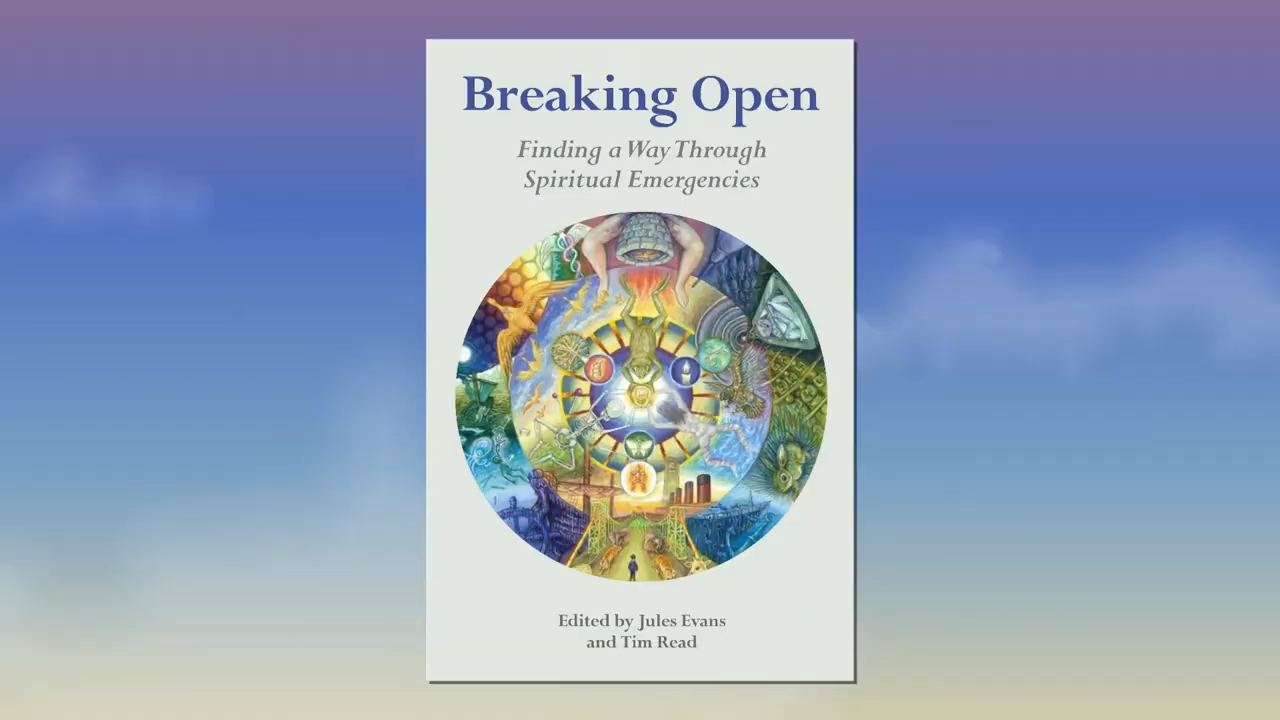 Breaking Open
Finding a Way Through
Spiritual Emergencies
Edited by Jules Evans
and Tim Read